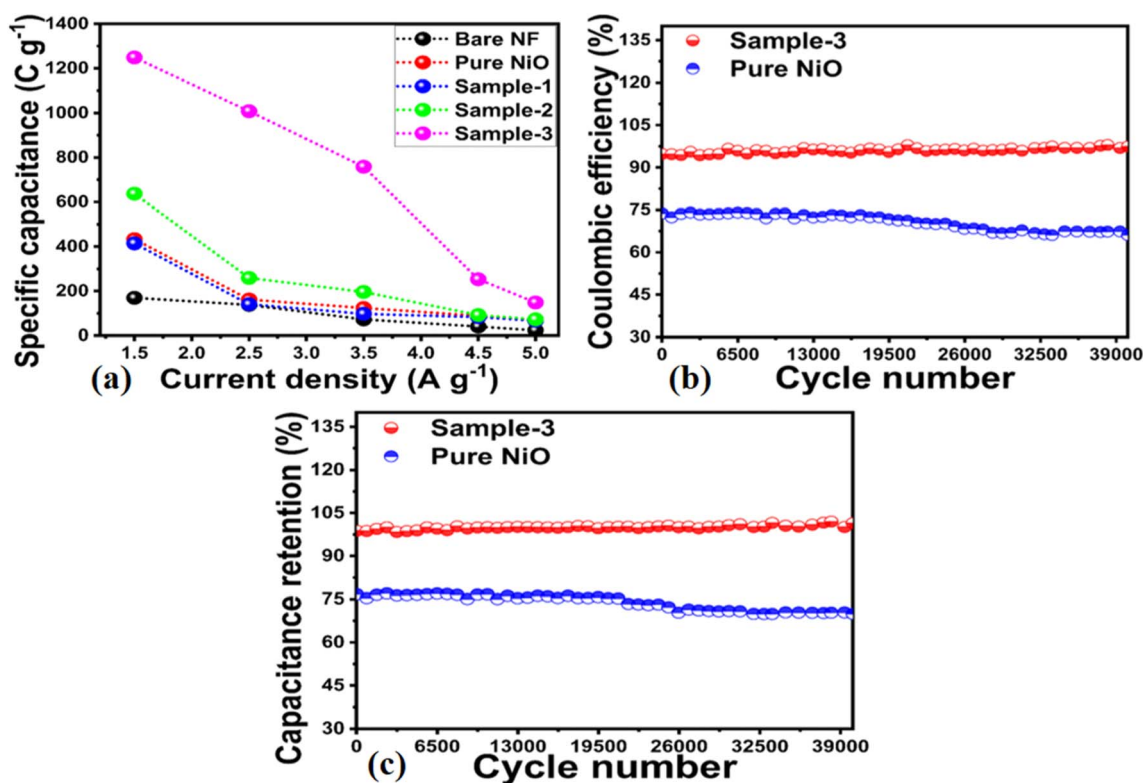 Specific capacitance (C g-1)
1400
1200
1000
800
600
400
200
0
Bare NF
Pure NiO
Sample-1
Sample-2
Sample-3
1.5 2.0 2.5 3.0 3.5 4.0 4.5 5.0
(a) Current density (A g-1)
Coulombic efficiency (%)
135
120
105
90
75
60
45
30
Sample-3
Pure NiO
0 6500 13000 19500 26000 32500 39000
(b) Cycle number
Capacitance retention (%)
135
120
105
90
75
60
45
30
Sample-3
Pure NiO
0 6500 13000 19500 26000 32500 39000
(c) Cycle number